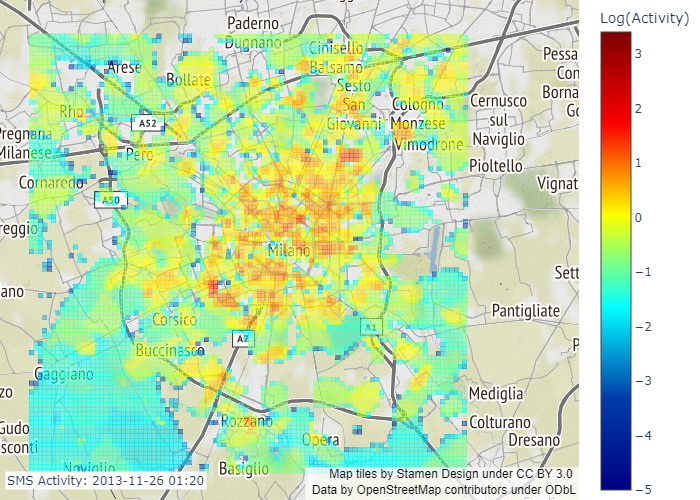 Log(Activity)
Paderno
Dugnano
Cinisello
Balsamo
Arese
Bollate
Sesto
San
Giovanni
Pessa
Con
Borna
Go
Rho
Cologno
Monzese
Cernusco
sul
Naviglio
A52
Pregnana
Milanese
Pero
Vimodrone
Pioltello
Cornaredo
Vignat
A50
reggio
Milano
Sett
ano
Pantigliate
Corsico
A1
A7
P
Buccinasco
Gaggiano
zo
Mediglia
Rozzano
Colturano
Gudo
sconti
Opera
Dresano
Noviglio
Basiglio
3
2
1
0
−1
−2
−3
−4
−5
SMS Activity: 2013-11-26 01:20
Map tiles by Stamen Design under CC BY 3.0
Data by OpenStreetMap contributors under ODbL